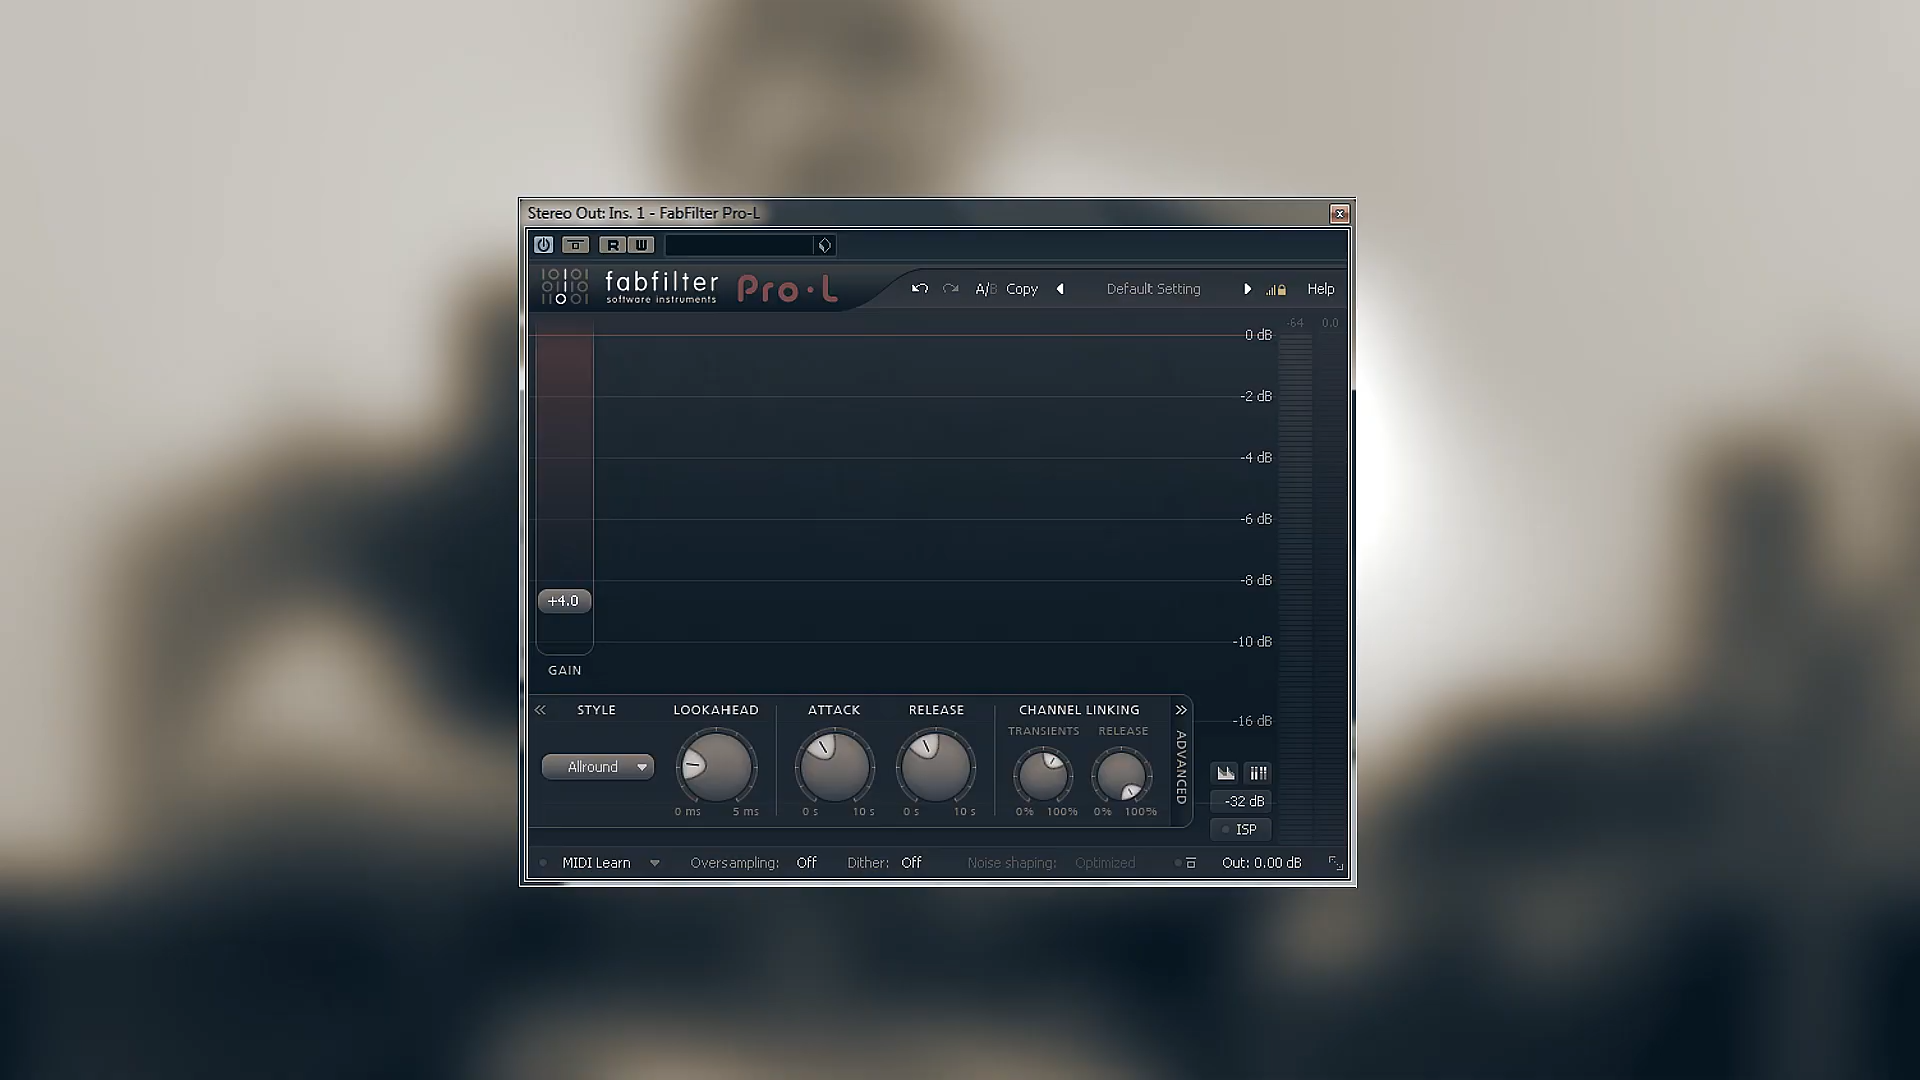 Stereo Out: Ins. 1 - FabFilter Pro-L
R W
fabfilter
software instruments
Pro·L
A/B Copy Default Setting Help
-64 0.0
0 dB
-2 dB
-4 dB
-6 dB
-8 dB
+4.0
-10 dB
GAIN
STYLE LOOKAHEAD ATTACK RELEASE CHANNEL LINKING
-16 dB
TRANSIENTS RELEASE
ADVANCED
Allround
-32 dB
0 ms 5 ms 0 s 10 s 0 s 10 s 0% 100% 0% 100%
ISP
MIDI Learn Oversampling: Off Dither: Off Noise shaping: Optimized Out: 0.00 dB